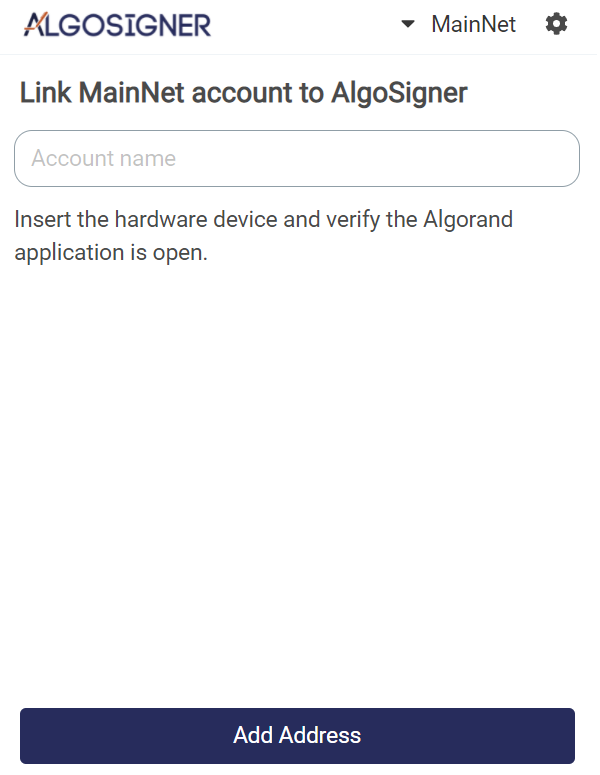 ALGOSIGNER
MainNet
Link MainNet account to AlgoSigner
Account name
Insert the hardware device and verify the Algorand
application is open.
Add Address